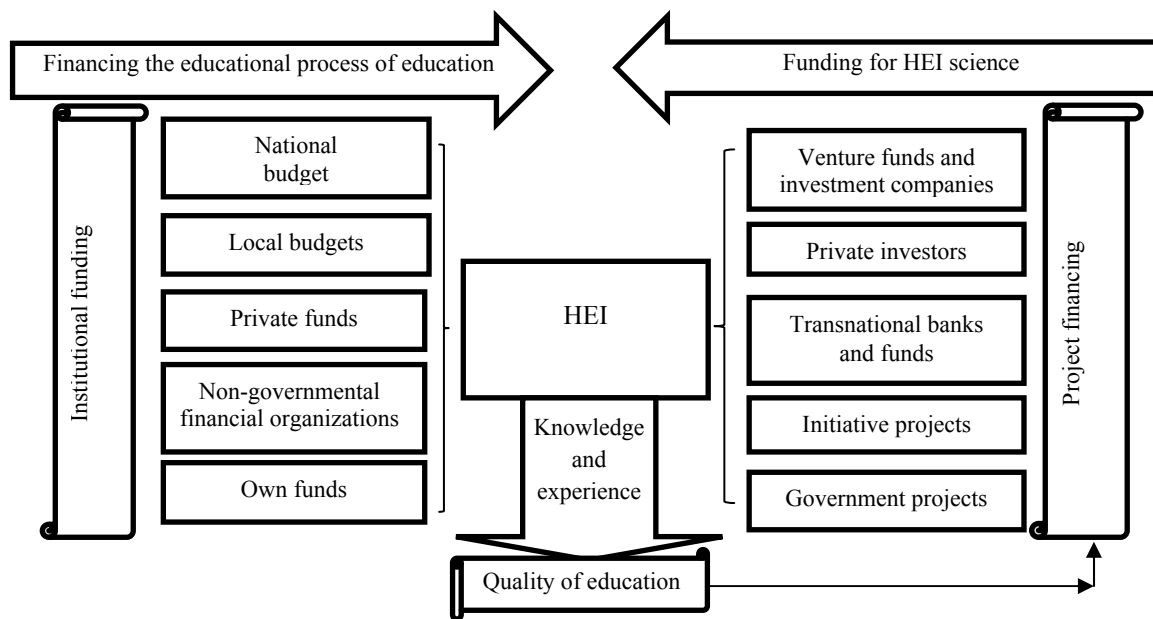 Financing the educational process of education
Funding for HEI science
Institutional funding
National
budget
Local budgets
Private funds
Non-governmental
financial organizations
Own funds
HEI
Knowledge
and
experience
Quality of education
Venture funds and
investment companies
Private investors
Transnational banks
and funds
Initiative projects
Government projects
Project financing